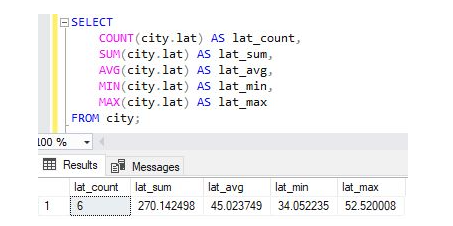 SELECT
COUNT(city.lat) AS lat_count,
SUM(city.lat) AS lat_sum,
AVG(city.lat) AS lat_avg,
MIN(city.lat) AS lat_min,
MAX(city.lat) AS lat_max
FROM city;
100 %
Results Messages
lat_count lat_sum lat_avg lat_min lat_max
1 6 270.142498 45.023749 34.052235 52.520008